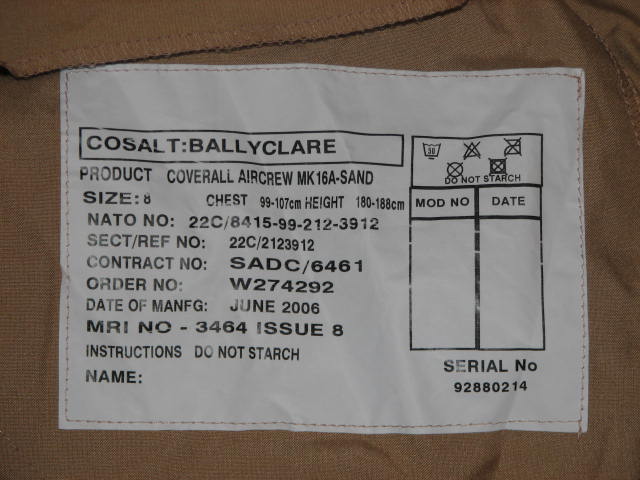 COSALT:BALLYCLARE
PRODUCT COVERALL AIRCREW MK16A-SAND
SIZE:8 CHEST 99-107cm HEIGHT 180-188cm
NATO NO: 22C/8415-99-212-3912
SECT/REF NO: 22C/2123912
CONTRACT NO: SADC/6461
ORDER NO: W274292
DATE OF MANFG: JUNE 2006
MRI NO - 3464 ISSUE 8
INSTRUCTIONS DO NOT STARCH
NAME:
30
DO NOT STARCH
MOD NO DATE
SERIAL No
92880214